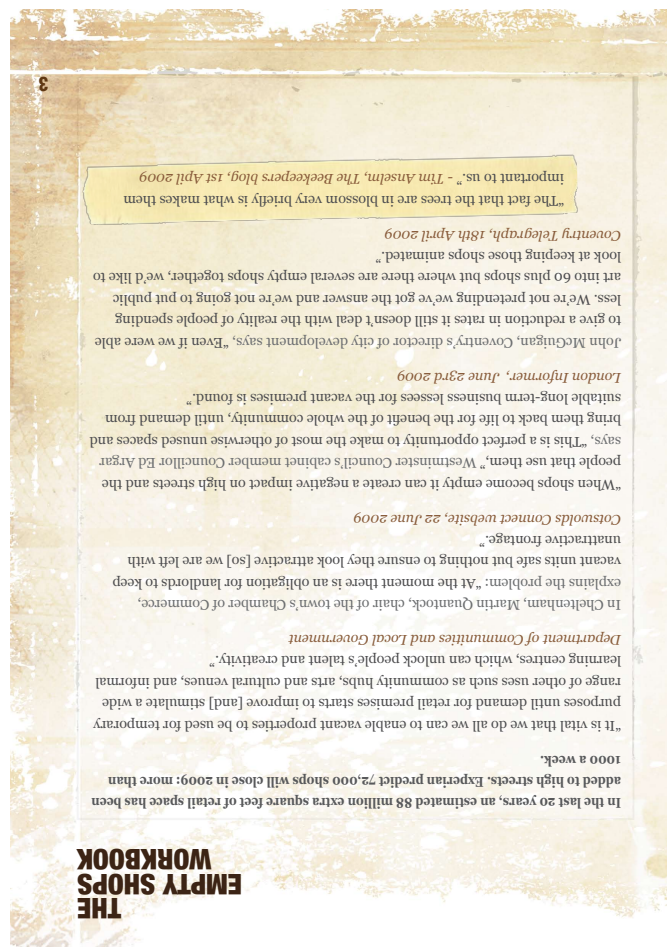 THE
EMPTY SHOPS
WORKBOOK
In the last 20 years, an estimated 88 million extra square feet of retail space has been
added to high streets. Experian predict 72,000 shops will close in 2009: more than
1000 a week.
“It is vital that we do all we can to enable vacant properties to be used for temporary
purposes until demand for retail premises starts to improve [and] stimulate a wide
range of other uses such as community hubs, arts and cultural venues, and informal
learning centres, which can unlock people’s talent and creativity.”
Department of Communities and Local Government
In Cheltenham, Martin Quantock, chair of the town’s Chamber of Commerce,
explains the problem: “At the moment there is an obligation for landlords to keep
vacant units safe but nothing to ensure they look attractive [so] we are left with
unattractive frontage.”
Cotswolds Connect website, 22 June 2009
“When shops become empty it can create a negative impact on high streets and the
people that use them,” Westminster Council’s cabinet member Councillor Ed Argar
says, “This is a perfect opportunity to make the most of otherwise unused spaces and
bring them back to life for the benefit of the whole community, until demand from
suitable long-term business lessees for the vacant premises is found.”
London Informer, June 23rd 2009
John McGuigan, Coventry’s director of city development says, “Even if we were able
to give a reduction in rates it still doesn’t deal with the reality of people spending
less. We’re not pretending we’ve got the answer and we’re not going to put public
art into 60 plus shops but where there are several empty shops together, we’d like to
look at keeping those shops animated.”
Coventry Telegraph, 18th April 2009
“The fact that the trees are in blossom very briefly is what makes them
important to us.” - Tim Anselm, The Beekeepers blog, 1st Apil 2009
3